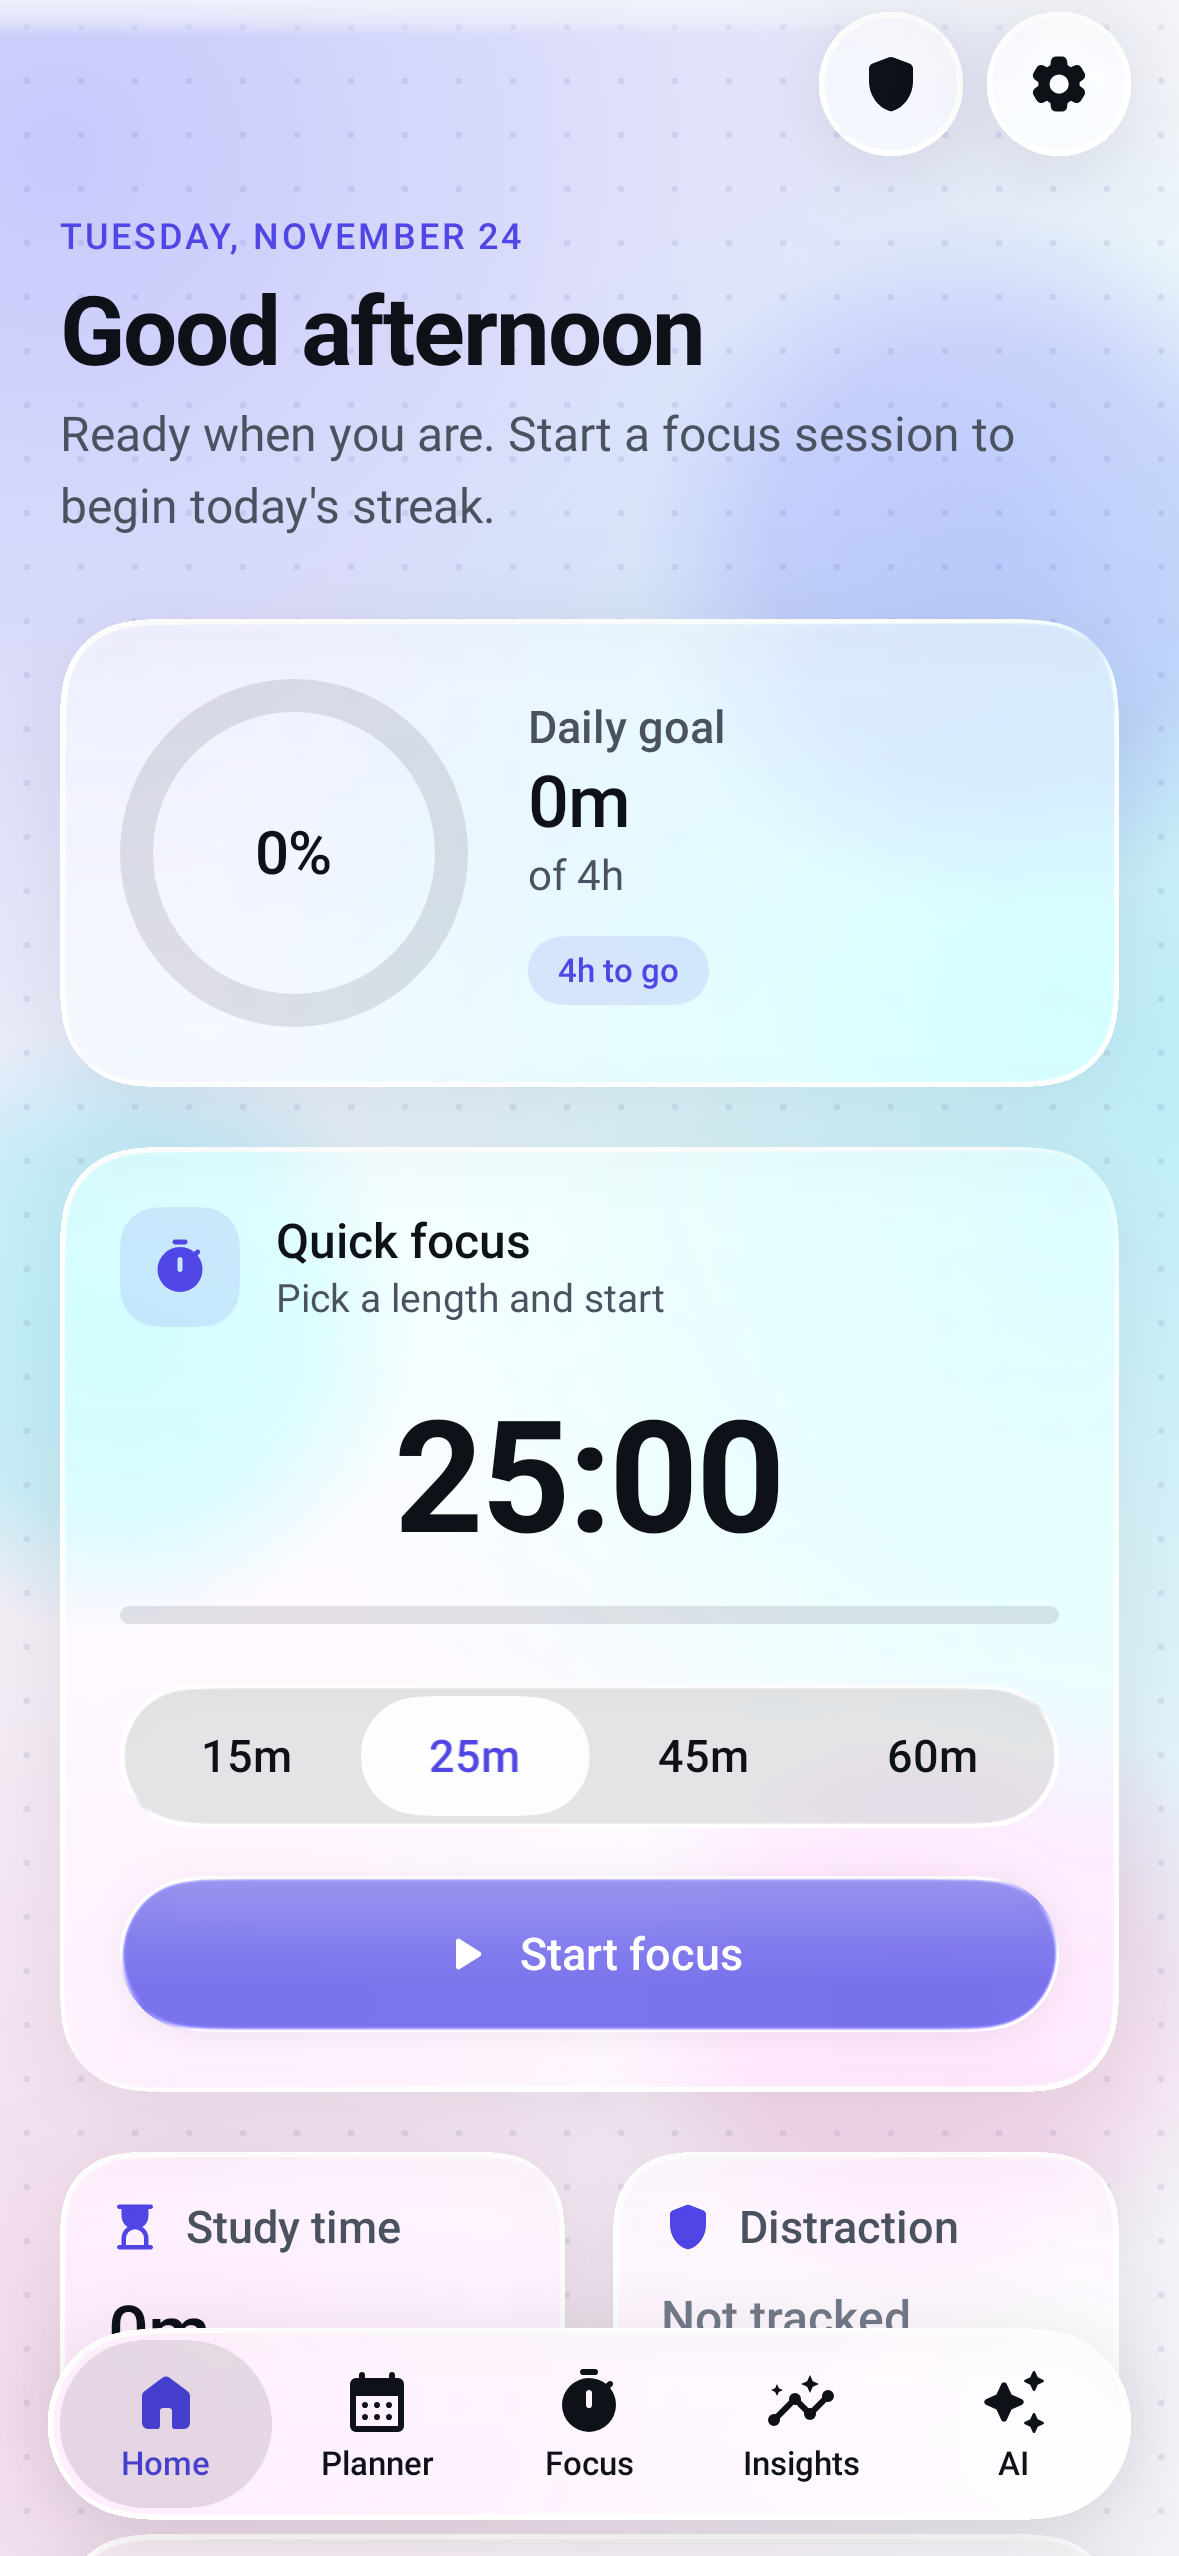 TUESDAY, NOVEMBER 24
Good afternoon
Ready when you are. Start a focus session to
begin today's streak.
0%
Daily goal
0m
of 4h
4h to go
Quick focus
Pick a length and start
25:00
15m 25m 45m 60m
Start focus
Study time
0m
Distraction
Not tracked
Home Planner Focus Insights AI